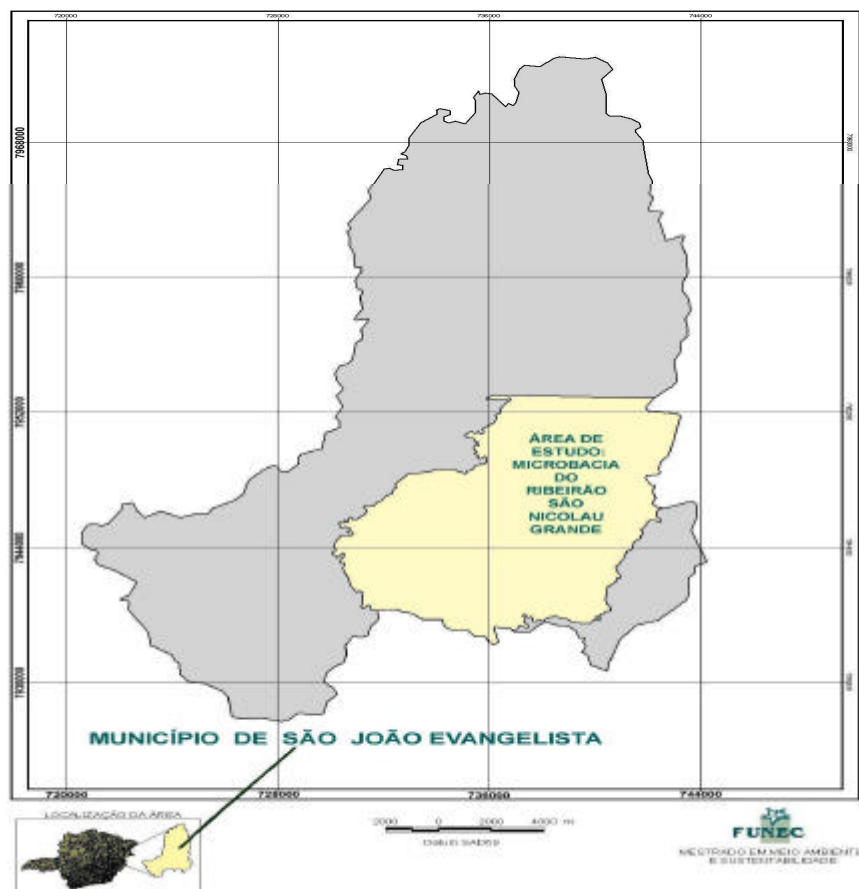 720000 728000 736000 744000
7968000
7960000
7952000
7944000
7936000
ÁREA DE
ESTUDO:
MICROBACIA
DO
RIBEIRÃO
SÃO
NICOLAU
GRANDE
MUNICÍPIO DE SÃO JOÃO EVANGELISTA
720000 728000 736000 744000
LOCALIZAÇÃO DA ÁREA
2000 0 2000 4000 m
Datum SAD69
FUNEC
MESTRADO EM MEIO AMBIENTE
E SUSTENTABILIDADE